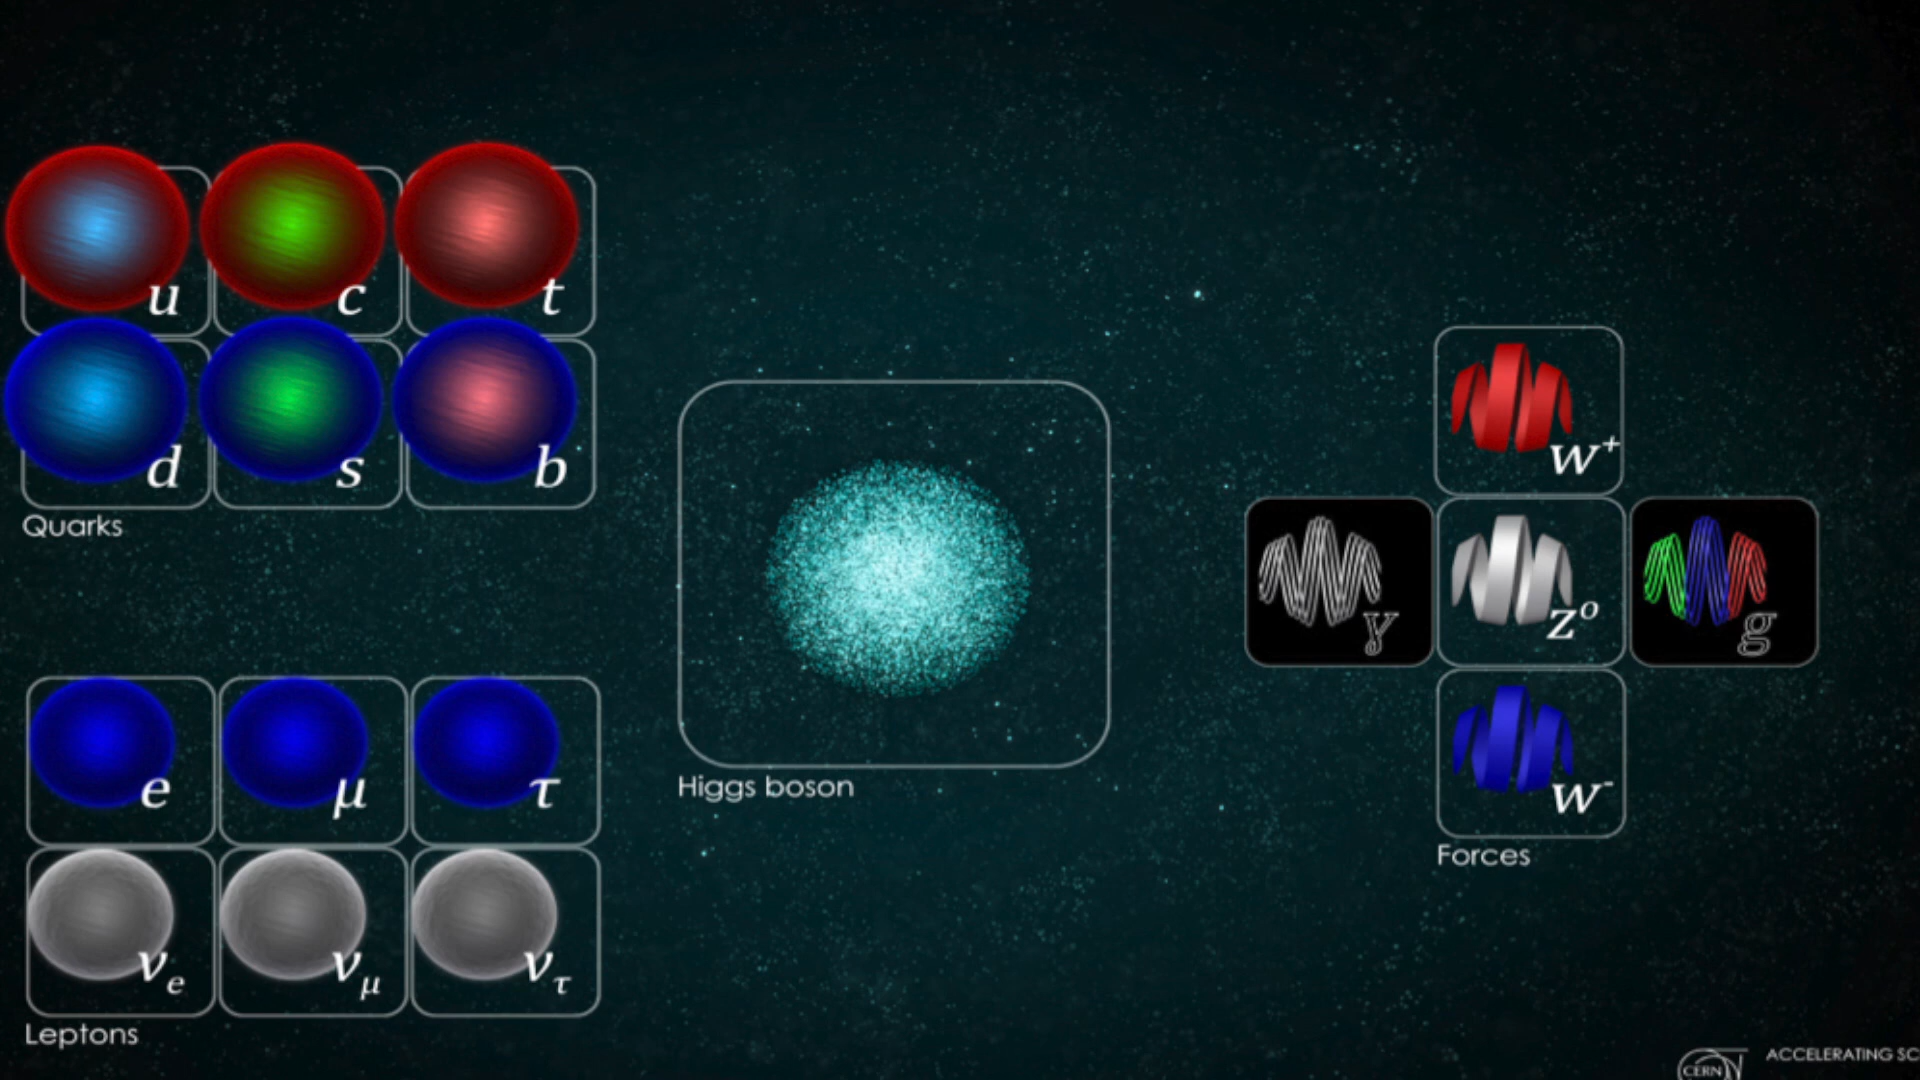 u c t
d s b
Quarks
e μ τ
νe νμ ντ
Leptons
Higgs boson
W⁺
γ Z⁰ g
W⁻
Forces
CERN
ACCELERATING SC